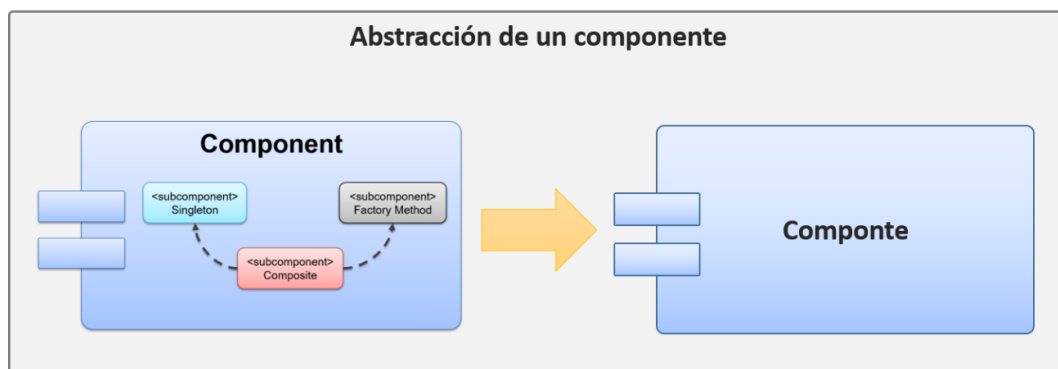 Abstracción de un componente
Component
<subcomponent>
Singleton
<subcomponent>
Factory Method
<subcomponent>
Composite
Componte